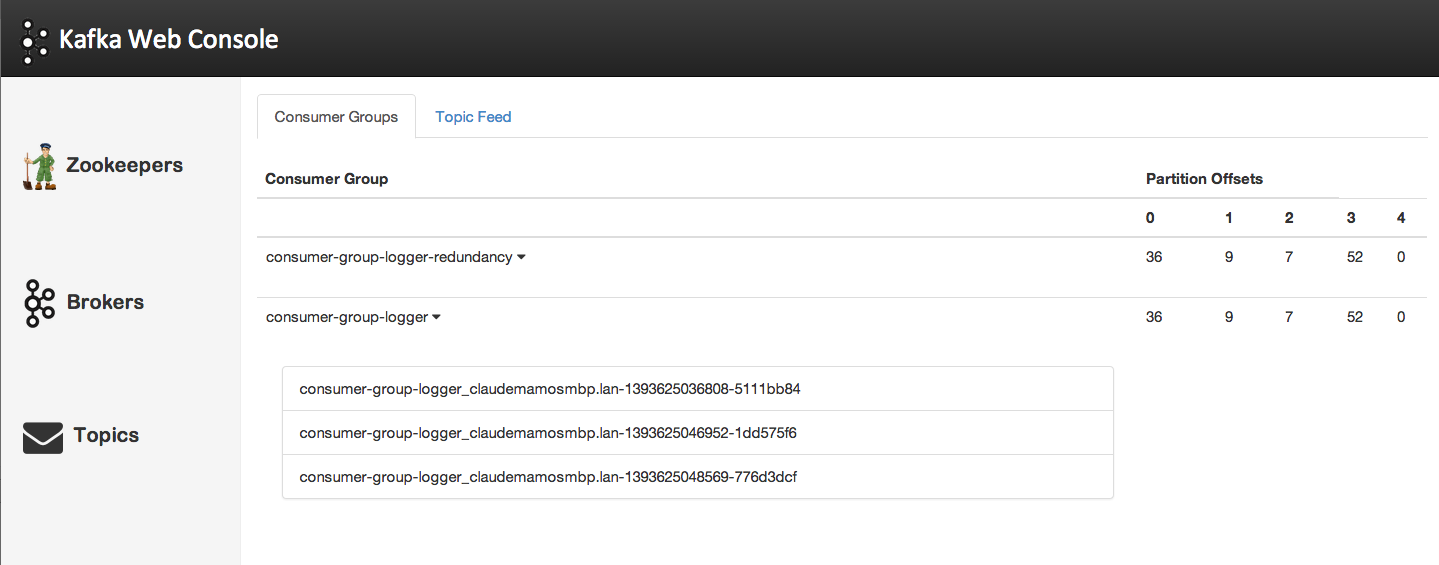 Kafka Web Console
Consumer Groups Topic Feed
Zookeepers
Brokers
Topics
Consumer Group Partition Offsets
0 1 2 3 4
consumer-group-logger-redundancy 36 9 7 52 0
consumer-group-logger 36 9 7 52 0
consumer-group-logger_claudemamosmbp.lan-1393625036808-5111bb84
consumer-group-logger_claudemamosmbp.lan-1393625046952-1dd575f6
consumer-group-logger_claudemamosmbp.lan-1393625048569-776d3dcf